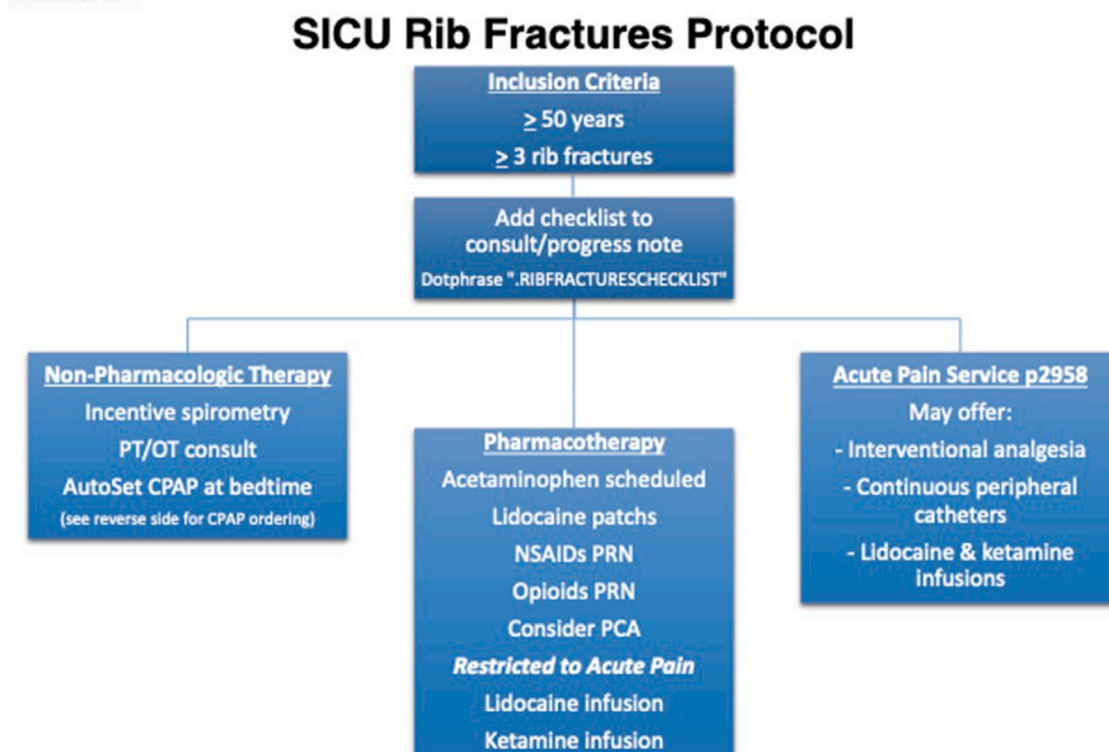 SICU Rib Fractures Protocol
Inclusion Criteria
≥ 50 years
≥ 3 rib fractures
Add checklist to
consult/progress note
Dotphrase ".RIBFRACTURESCHECKLIST"
Non-Pharmacologic Therapy
Incentive spirometry
PT/OT consult
AutoSet CPAP at bedtime
(see reverse side for CPAP ordering)
Pharmacotherapy
Acetaminophen scheduled
Lidocaine patchs
NSAIDs PRN
Opioids PRN
Consider PCA
Restricted to Acute Pain
Lidocaine infusion
Ketamine infusion
Acute Pain Service p2958
May offer:
- Interventional analgesia
- Continuous peripheral
catheters
- Lidocaine & ketamine
infusions